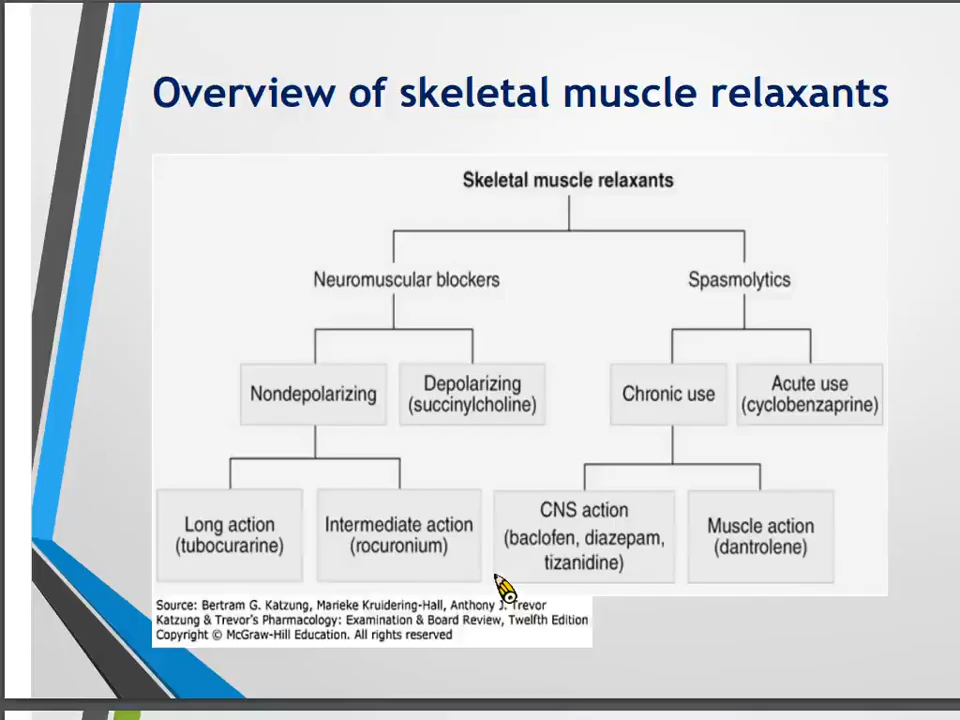 Overview of skeletal muscle relaxants
Skeletal muscle relaxants
Neuromuscular blockers
Spasmolytics
Nondepolarizing
Depolarizing
(succinylcholine)
Chronic use
Acute use
(cyclobenzaprine)
Long action
(tubocurarine)
Intermediate action
(rocuronium)
CNS action
(baclofen, diazepam,
tizanidine)
Muscle action
(dantrolene)
Source: Bertram G. Katzung, Marieke Kruidering-Hall, Anthony J. Trevor
Katzung & Trevor's Pharmacology: Examination & Board Review, Twelfth Edition
Copyright © McGraw-Hill Education. All rights reserved